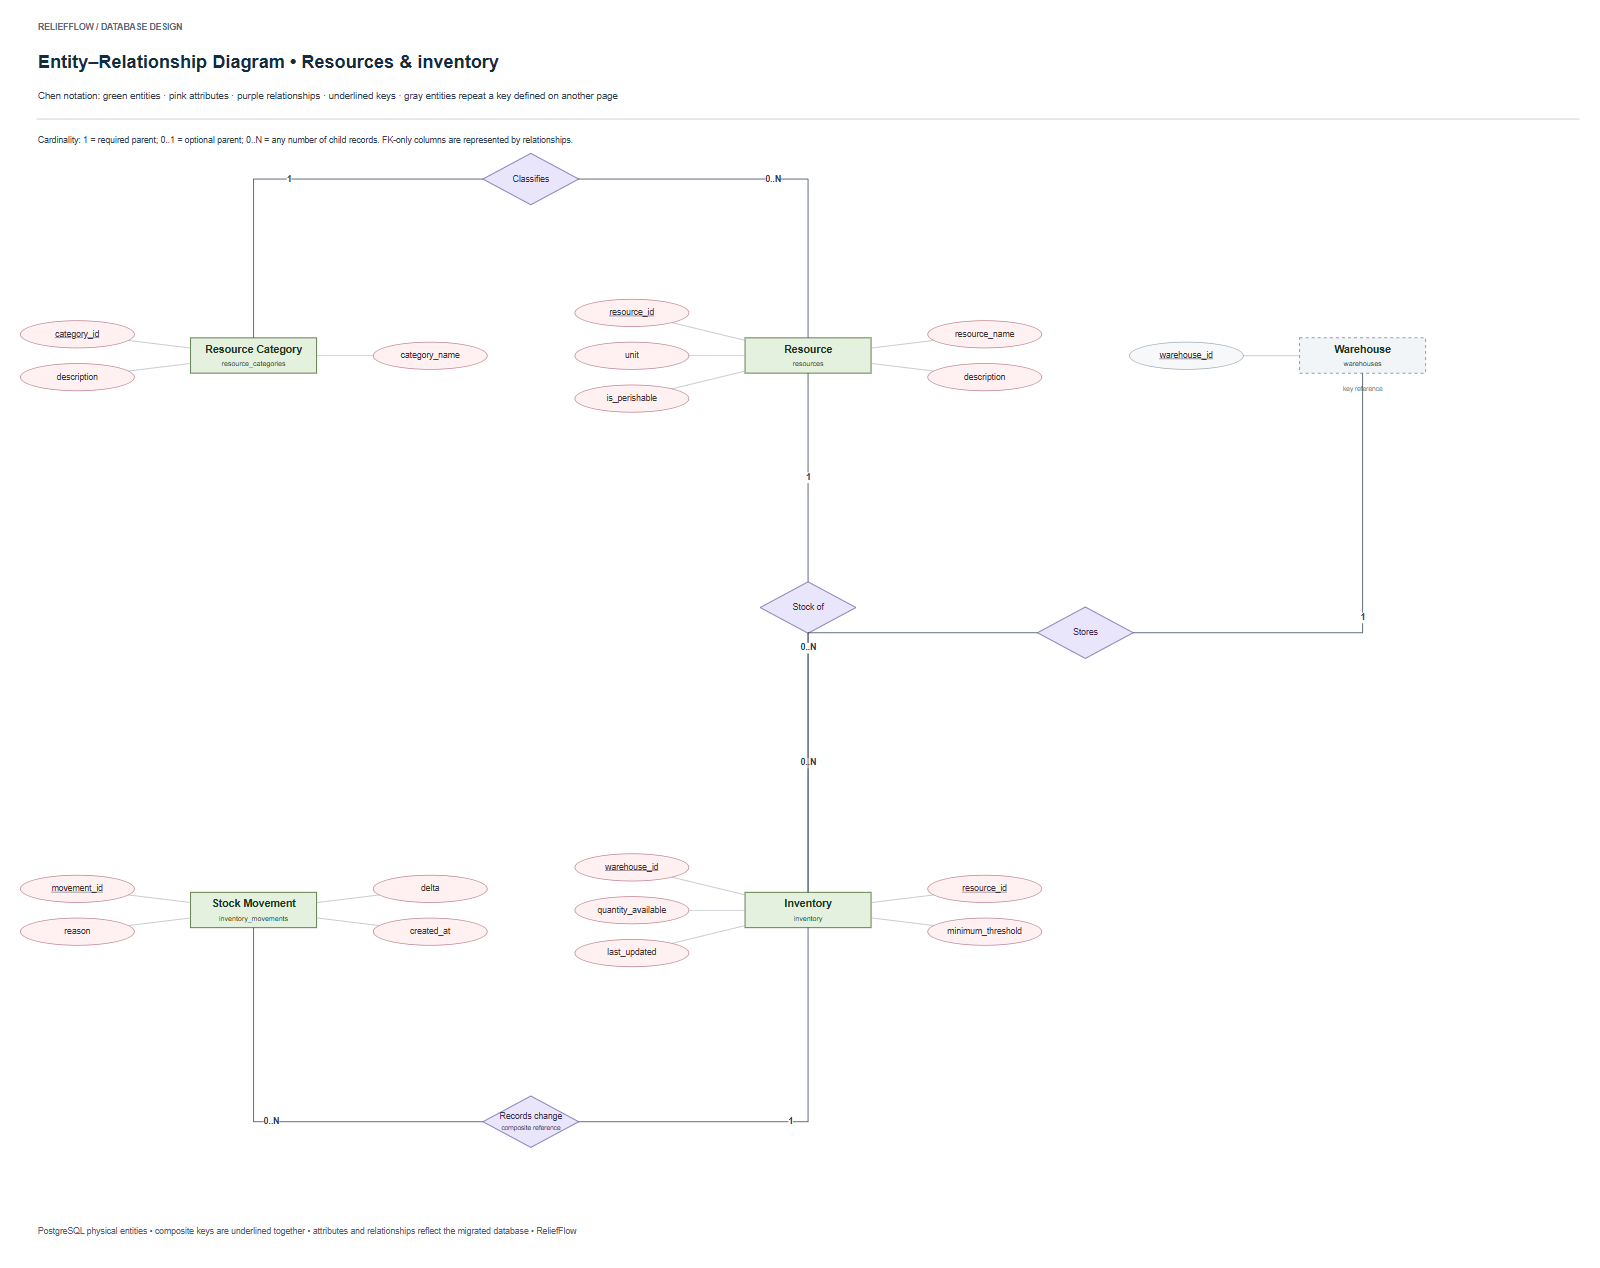 RELIEFFLOW / DATABASE DESIGN
Entity–Relationship Diagram • Resources & inventory
Chen notation: green entities · pink attributes · purple relationships · underlined keys · gray entities repeat a key defined on another page
Cardinality: 1 = required parent; 0..1 = optional parent; 0..N = any number of child records. FK-only columns are represented by relationships.
1
Classifies
0..N
category_id
description
Resource Category
resource_categories
category_name
resource_id
unit
is_perishable
Resource
resources
resource_name
description
warehouse_id
Warehouse
warehouses
key reference
1
Stock of
Stores
1
0..N
0..N
movement_id
reason
Stock Movement
inventory_movements
delta
created_at
warehouse_id
quantity_available
last_updated
Inventory
inventory
resource_id
minimum_threshold
0..N
Records change
composite reference
1
PostgreSQL physical entities • composite keys are underlined together • attributes and relationships reflect the migrated database • ReliefFlow